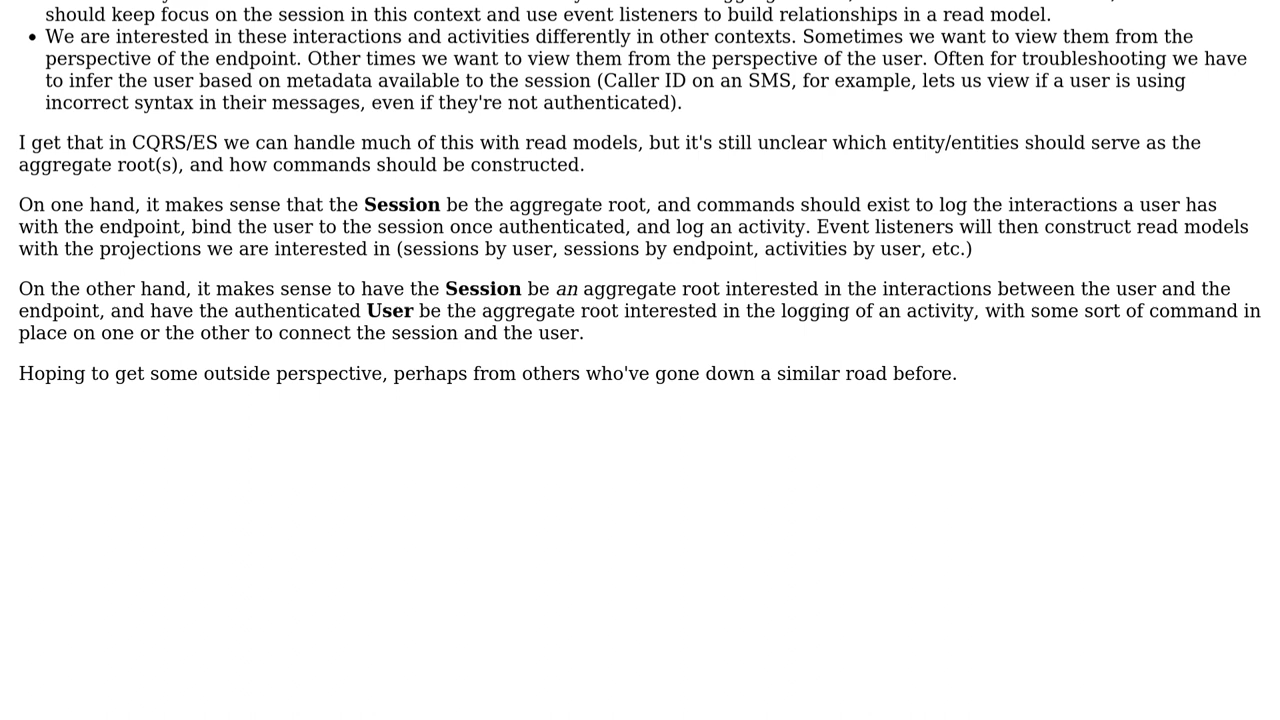 should keep focus on the session in this context and use event listeners to build relationships in a read model.
• We are interested in these interactions and activities differently in other contexts. Sometimes we want to view them from the
perspective of the endpoint. Other times we want to view them from the perspective of the user. Often for troubleshooting we have
to infer the user based on metadata available to the session (Caller ID on an SMS, for example, lets us view if a user is using
incorrect syntax in their messages, even if they're not authenticated).
I get that in CQRS/ES we can handle much of this with read models, but it's still unclear which entity/entities should serve as the
aggregate root(s), and how commands should be constructed.
On one hand, it makes sense that the Session be the aggregate root, and commands should exist to log the interactions a user has
with the endpoint, bind the user to the session once authenticated, and log an activity. Event listeners will then construct read models
with the projections we are interested in (sessions by user, sessions by endpoint, activities by user, etc.)
On the other hand, it makes sense to have the Session be an aggregate root interested in the interactions between the user and the
endpoint, and have the authenticated User be the aggregate root interested in the logging of an activity, with some sort of command in
place on one or the other to connect the session and the user.
Hoping to get some outside perspective, perhaps from others who've gone down a similar road before.